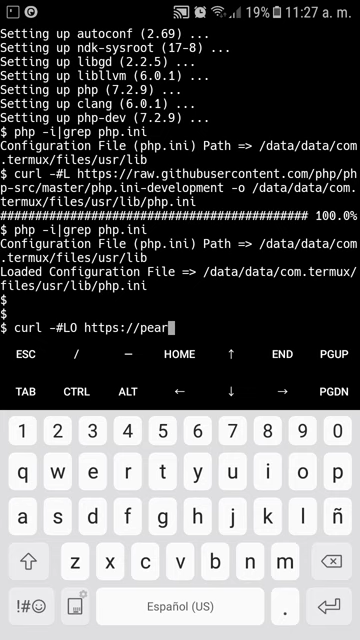 19% 11:27 a. m.
Setting up autoconf (2.69) ...
Setting up ndk-sysroot (17-8) ...
Setting up libgd (2.2.5) ...
Setting up libllvm (6.0.1) ...
Setting up php (7.2.9) ...
Setting up clang (6.0.1) ...
Setting up php-dev (7.2.9) ...
$ php -i|grep php.ini
Configuration File (php.ini) Path => /data/data/com
.termux/files/usr/lib
$ curl -#L https://raw.githubusercontent.com/php/ph
p-src/master/php.ini-development -o /data/data/com.
termux/files/usr/lib/php.ini
############################################ 100.0%
$ php -i|grep php.ini
Configuration File (php.ini) Path => /data/data/com
.termux/files/usr/lib
Loaded Configuration File => /data/data/com.termux/
files/usr/lib/php.ini
$
$
$ curl -#LO https://pear
ESC / — HOME ↑ END PGUP
TAB CTRL ALT ← ↓ → PGDN
1 2 3 4 5 6 7 8 9 0
q w e r t y u i o p
a s d f g h j k l ñ
z x c v b n m
!#☺ Español (US) .